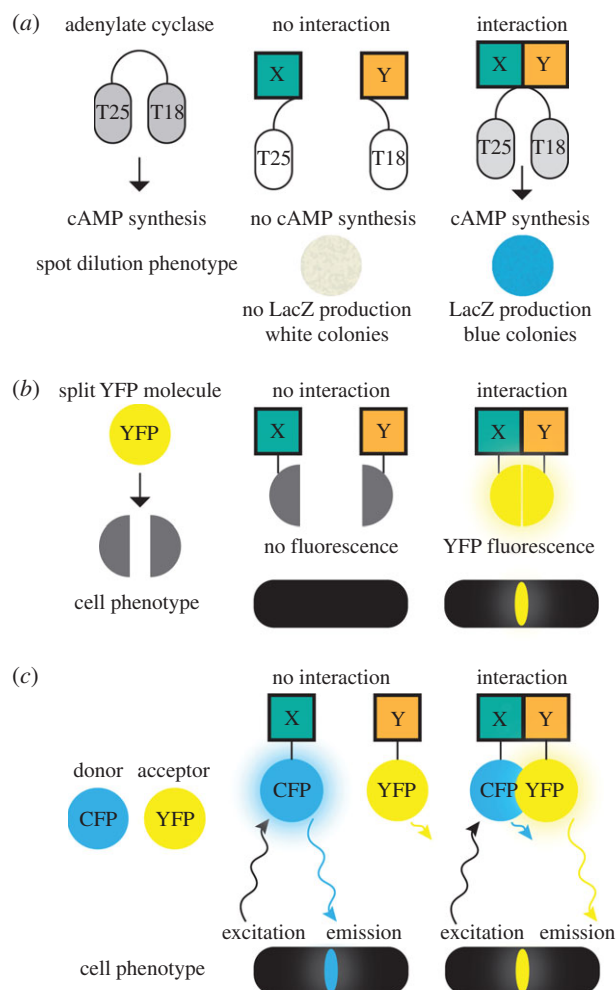 (a) adenylate cyclase no interaction interaction
X Y X Y
T25 T18 T25 T18 T25 T18
cAMP synthesis no cAMP synthesis cAMP synthesis
spot dilution phenotype
no LacZ production LacZ production
white colonies blue colonies
(b) split YFP molecule no interaction interaction
YFP X Y X Y
no fluorescence YFP fluorescence
cell phenotype
(c) no interaction interaction
X Y X Y
donor acceptor
CFP YFP CFP YFP CFP YFP
excitation emission excitation emission
cell phenotype